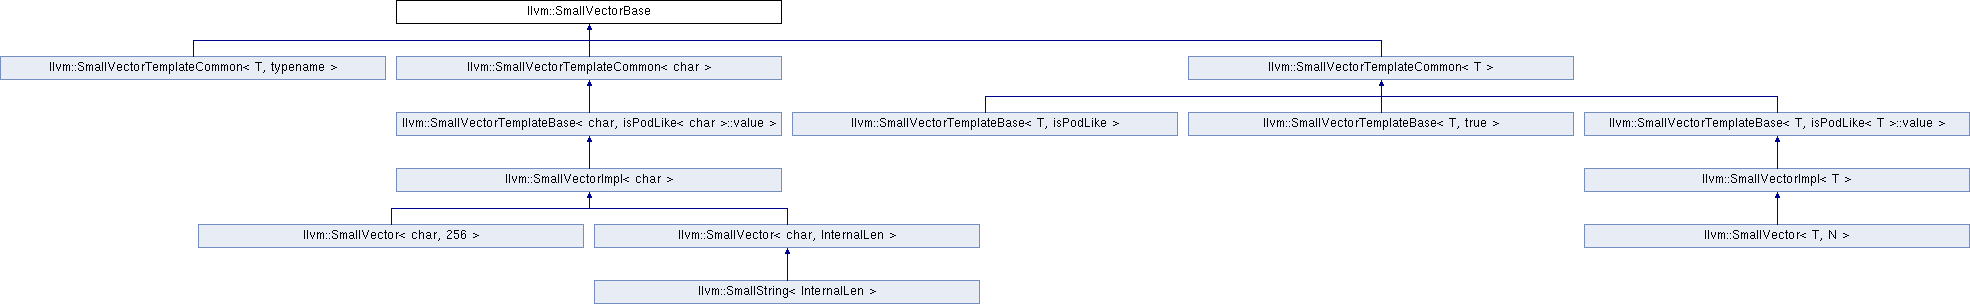 llvm::SmallVectorBase
llvm::SmallVectorTemplateCommon< T, typename >
llvm::SmallVectorTemplateCommon< char >
llvm::SmallVectorTemplateCommon< T >
llvm::SmallVectorTemplateBase< char, isPodLike< char >::value >
llvm::SmallVectorTemplateBase< T, isPodLike >
llvm::SmallVectorTemplateBase< T, true >
llvm::SmallVectorTemplateBase< T, isPodLike< T >::value >
llvm::SmallVectorImpl< char >
llvm::SmallVectorImpl< T >
llvm::SmallVector< char, 256 >
llvm::SmallVector< char, InternalLen >
llvm::SmallVector< T, N >
llvm::SmallString< InternalLen >